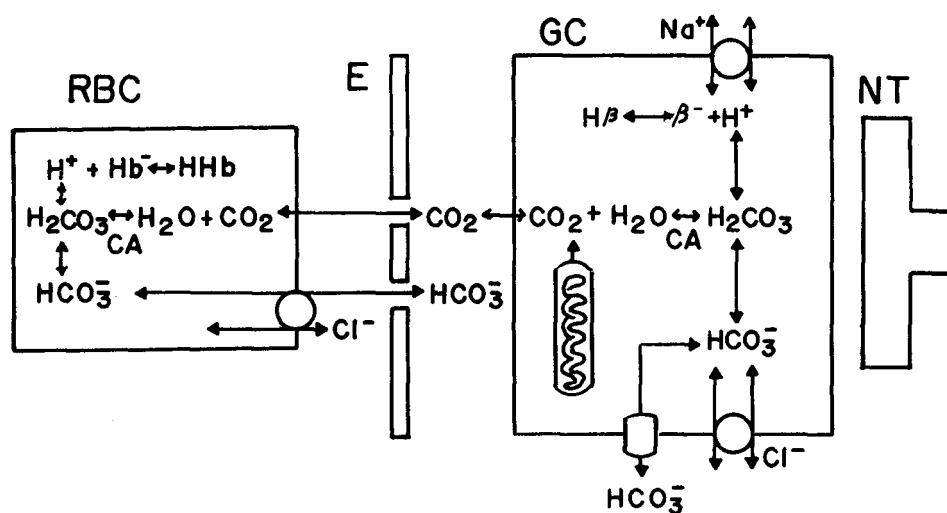 RBC
H⁺ + Hb⁻↔HHb
H₂CO₃↔H₂O+CO₂
CA
HCO₃⁻
Cl⁻
E
CO₂
HCO₃⁻
GC
Na⁺
Hβ↔β⁻+H⁺
CO₂+ H₂O↔H₂CO₃
CA
HCO₃⁻
Cl⁻
HCO₃⁻
NT